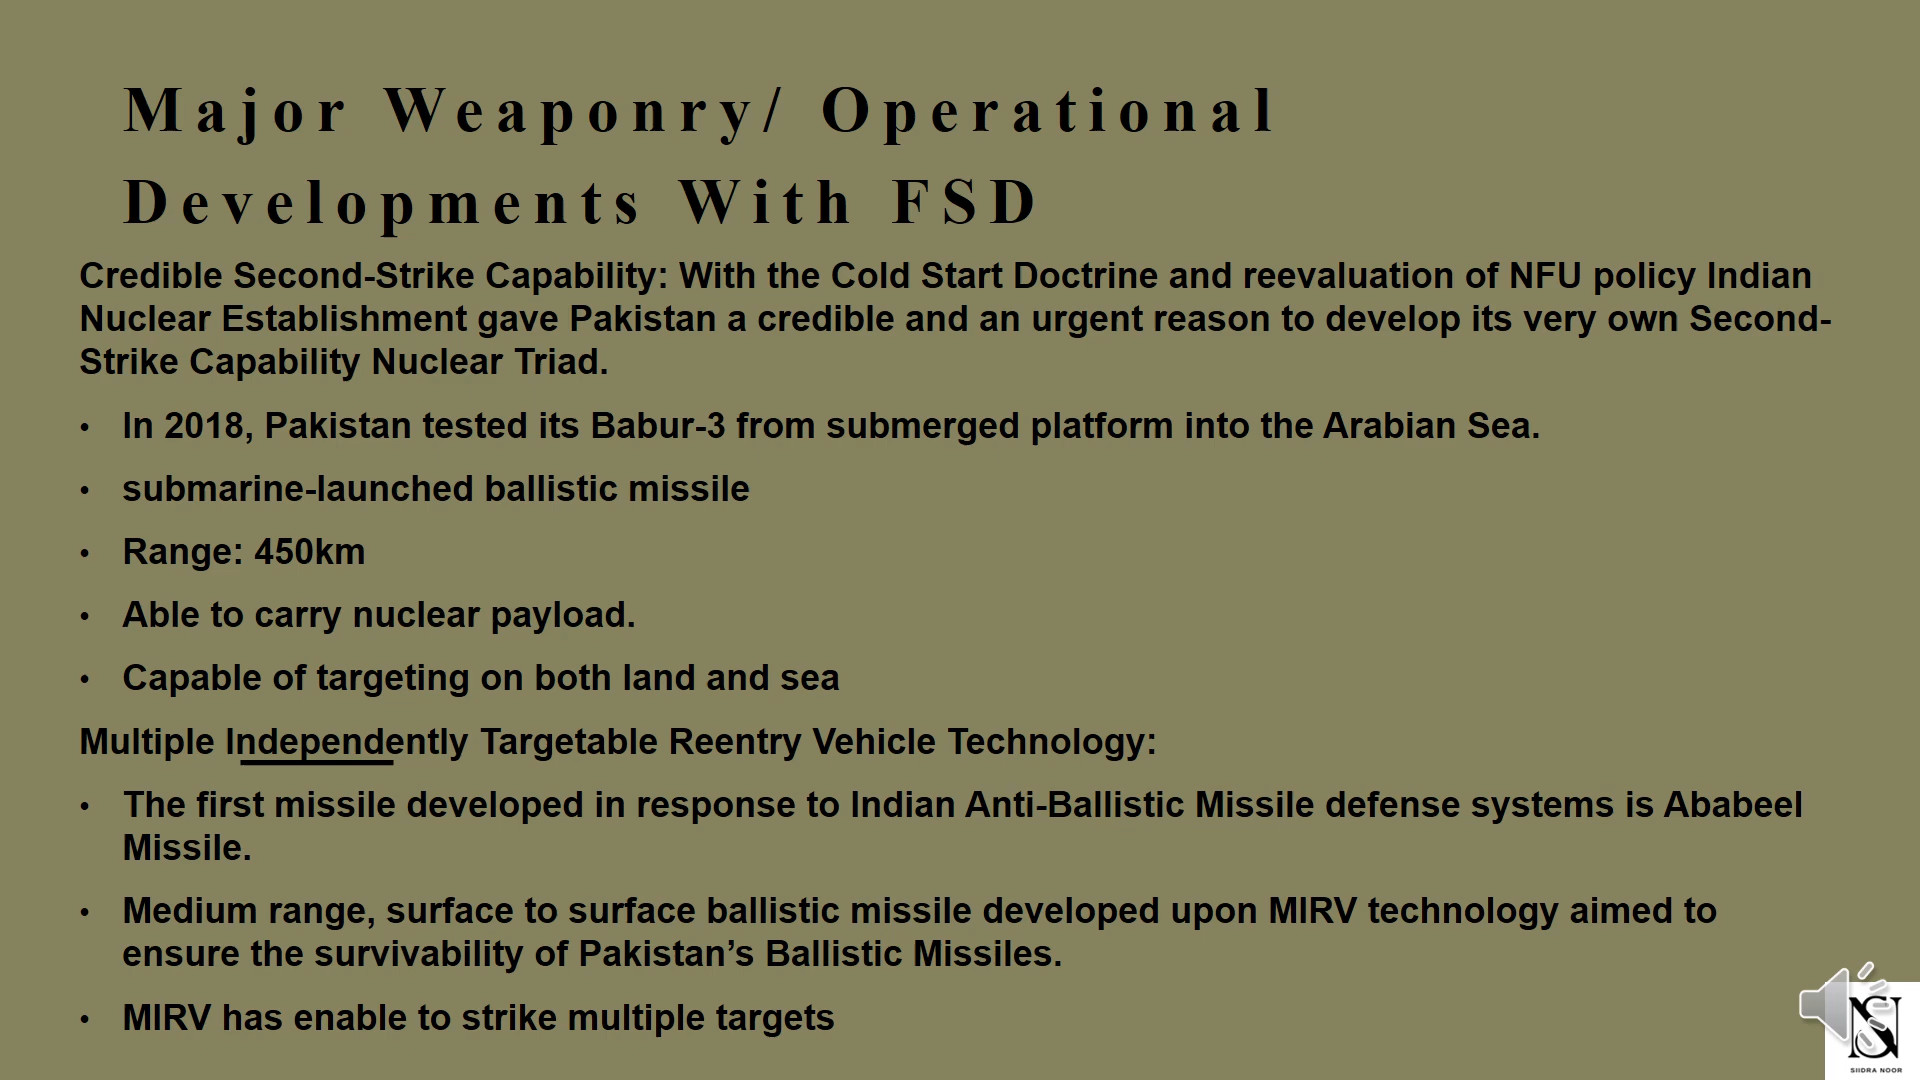 Major Weaponry/ Operational
Developments With FSD
Credible Second-Strike Capability: With the Cold Start Doctrine and reevaluation of NFU policy Indian
Nuclear Establishment gave Pakistan a credible and an urgent reason to develop its very own Second-
Strike Capability Nuclear Triad.
• In 2018, Pakistan tested its Babur-3 from submerged platform into the Arabian Sea.
• submarine-launched ballistic missile
• Range: 450km
• Able to carry nuclear payload.
• Capable of targeting on both land and sea
Multiple Independently Targetable Reentry Vehicle Technology:
• The first missile developed in response to Indian Anti-Ballistic Missile defense systems is Ababeel
Missile.
• Medium range, surface to surface ballistic missile developed upon MIRV technology aimed to
ensure the survivability of Pakistan’s Ballistic Missiles.
• MIRV has enable to strike multiple targets
SIIDRA NOOR